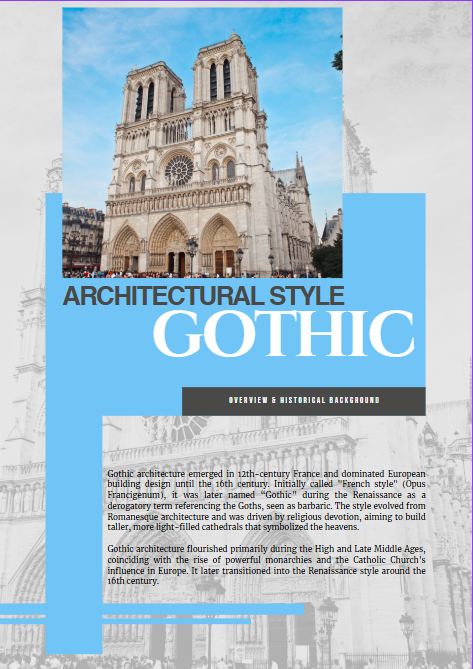 ARCHITECTURAL STYLE
GOTHIC
OVERVIEW & HISTORICAL BACKGROUND
Gothic architecture emerged in 12th-century France and dominated European
building design until the 16th century. Initially called "French style" (Opus
Francigenum), it was later named “Gothic” during the Renaissance as a
derogatory term referencing the Goths, seen as barbaric. The style evolved from
Romanesque architecture and was driven by religious devotion, aiming to build
taller, more light-filled cathedrals that symbolized the heavens.
Gothic architecture flourished primarily during the High and Late Middle Ages,
coinciding with the rise of powerful monarchies and the Catholic Church's
influence in Europe. It later transitioned into the Renaissance style around the
16th century.